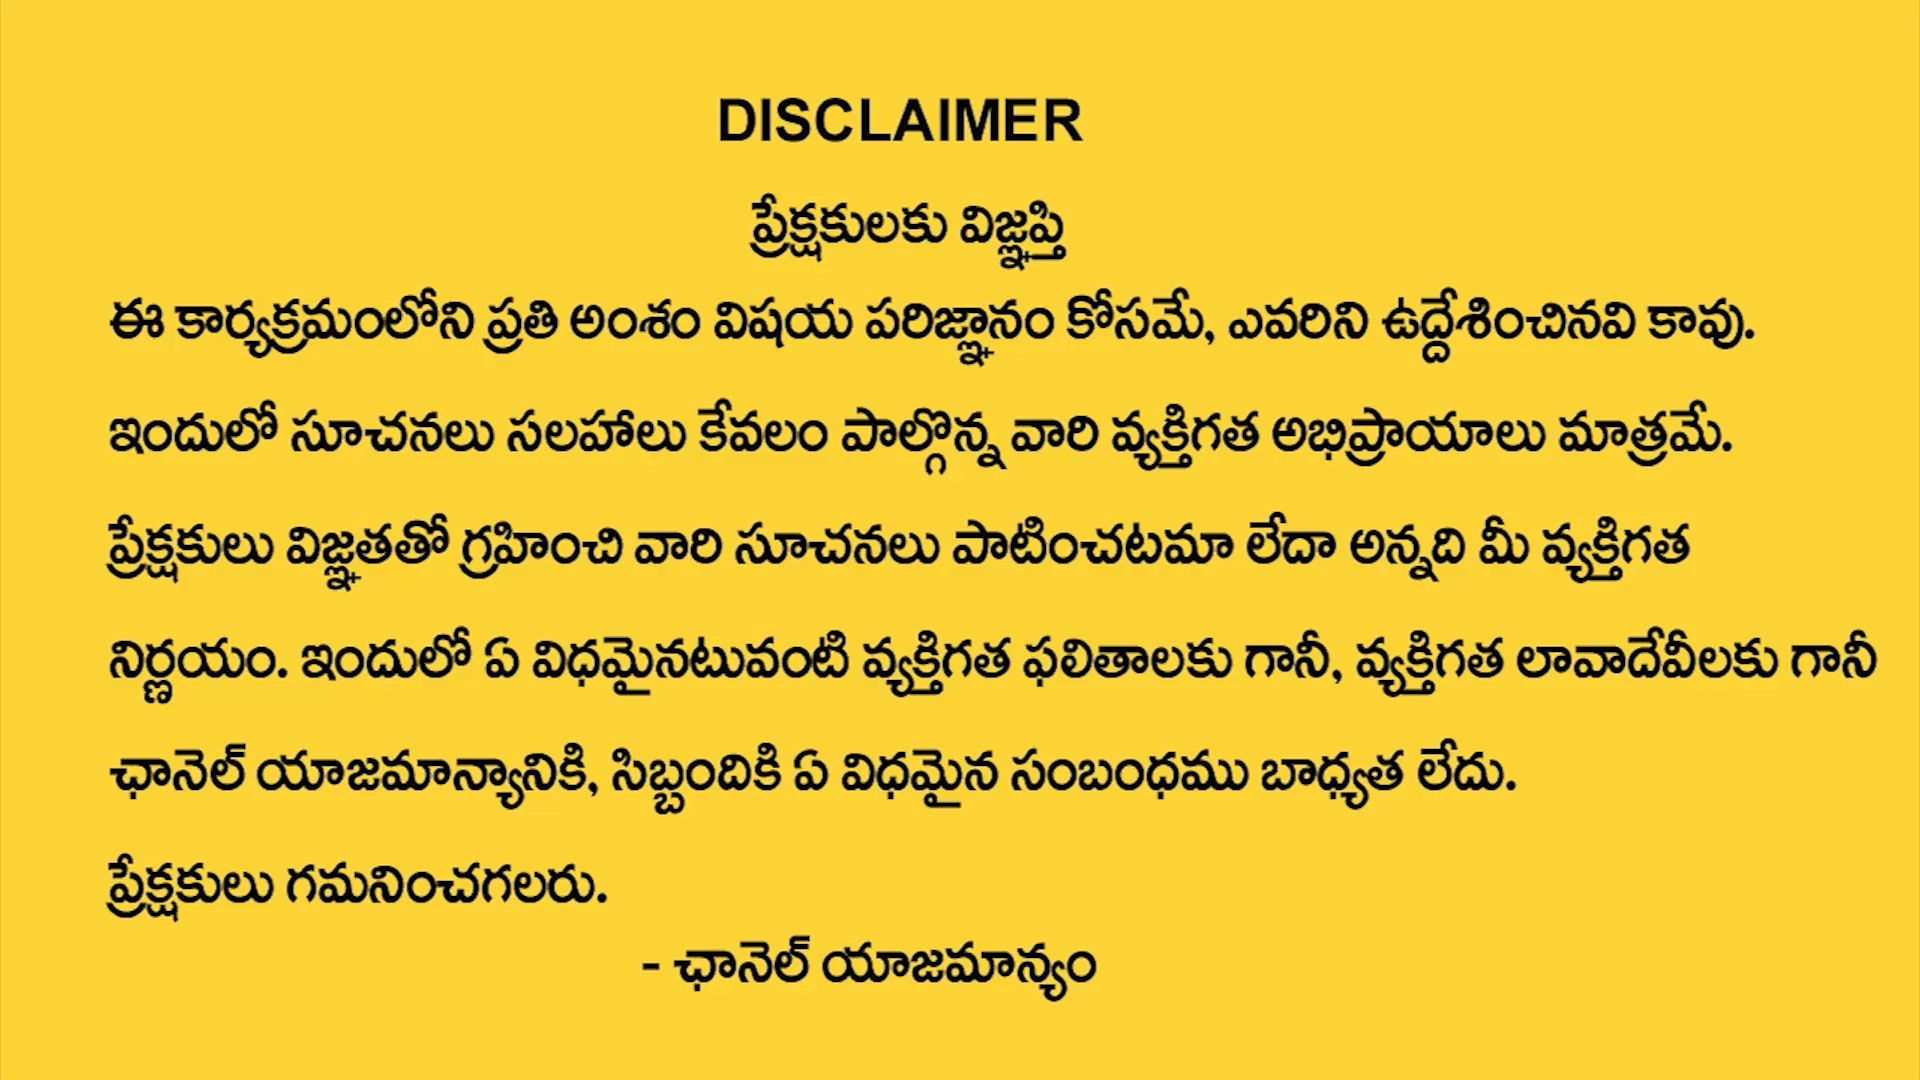 DISCLAIMER
ప్రేక్షకులకు విజ్ఞప్తి
ఈ కార్యక్రమంలోని ప్రతి అంశం విషయ పరిజ్ఞానం కోసమే, ఎవరిని ఉద్దేశించినవి కావు.
ఇందులో సూచనలు సలహాలు కేవలం పాల్గొన్న వారి వ్యక్తిగత అభిప్రాయాలు మాత్రమే.
ప్రేక్షకులు విజ్ఞతతో గ్రహించి వారి సూచనలు పాటించటమా లేదా అన్నది మీ వ్యక్తిగత
నిర్ణయం. ఇందులో ఏ విధమైనటువంటి వ్యక్తిగత ఫలితాలకు గానీ, వ్యక్తిగత లావాదేవీలకు గానీ
ఛానెల్ యాజమాన్యానికి, సిబ్బందికి ఏ విధమైన సంబంధము బాధ్యత లేదు.
ప్రేక్షకులు గమనించగలరు.
- ఛానెల్ యాజమాన్యం